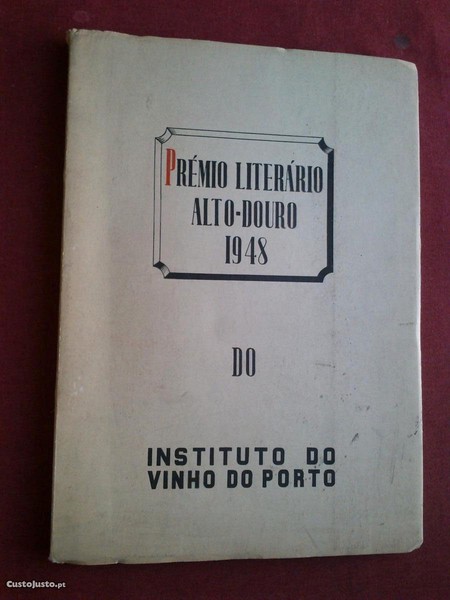 PRÉMIO LITERÁRIO
ALTO-DOURO
1948
DO
INSTITUTO DO
VINHO DO PORTO
CustoJusto.pt